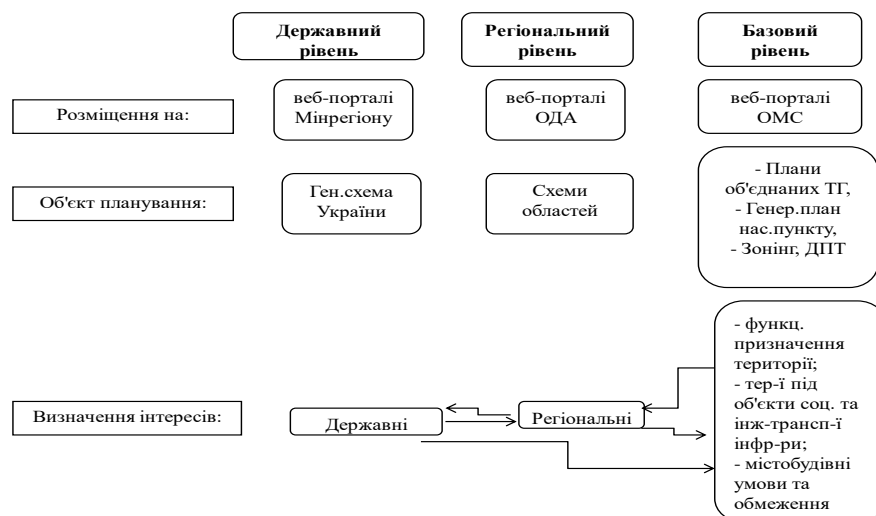 Державний
рівень
Регіональний
рівень
Базовий
рівень
Розміщення на:
веб-порталі
Мінрегіону
веб-порталі
ОДА
веб-порталі
ОМС
Об'єкт планування:
Ген.схема
України
Схеми
областей
- Плани
об'єднаних ТГ,
- Генер.план
нас.пункту,
- Зонінг, ДПТ
Визначення інтересів:
Державні
Регіональні
- функц.
призначення
території;
- тер-ї під
об'єкти соц. та
інж-трансп-ї
інфр-ри;
- містобудівні
умови та
обмеження